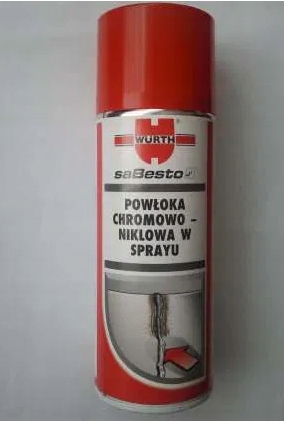 WÜRTH
saBesto
POWŁOKA
CHROMOWO –
NIKLOWA W
SPRAYU